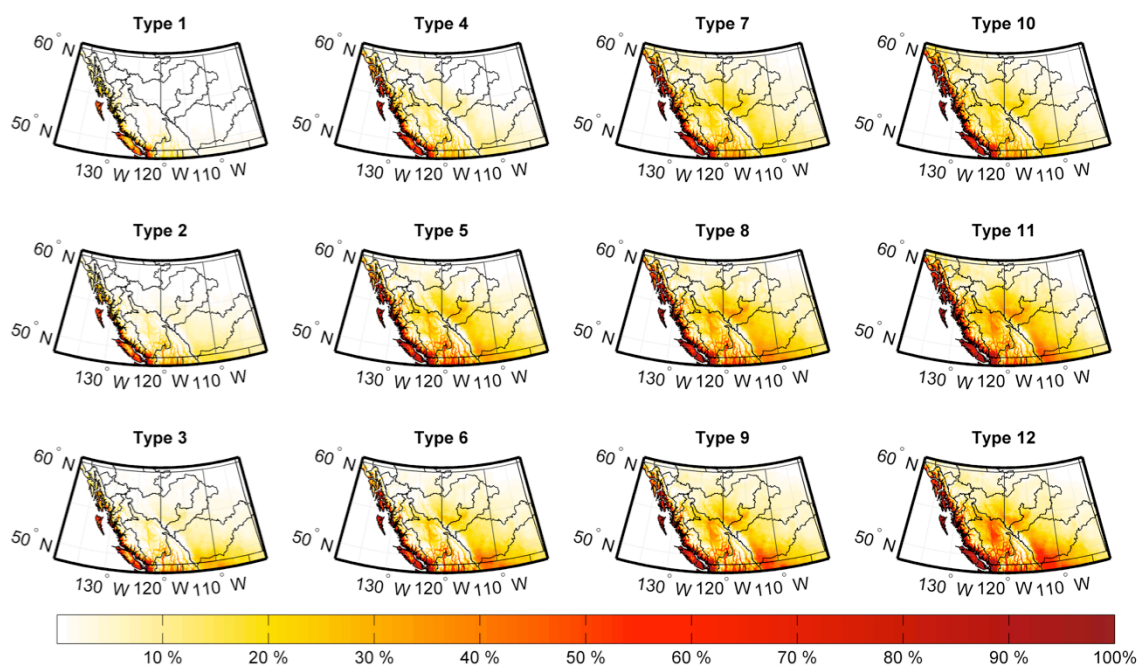 Type 1 Type 4 Type 7 Type 10
60° N 60° N 60° N 60° N
50° N 50° N 50° N 50° N
130° W 120° W 110° W 130° W 120° W 110° W 130° W 120° W 110° W 130° W 120° W 110° W
Type 2 Type 5 Type 8 Type 11
60° N 60° N 60° N 60° N
50° N 50° N 50° N 50° N
130° W 120° W 110° W 130° W 120° W 110° W 130° W 120° W 110° W 130° W 120° W 110° W
Type 3 Type 6 Type 9 Type 12
60° N 60° N 60° N 60° N
50° N 50° N 50° N 50° N
130° W 120° W 110° W 130° W 120° W 110° W 130° W 120° W 110° W 130° W 120° W 110° W
10 % 20 % 30 % 40 % 50 % 60 % 70 % 80 % 90 % 100%